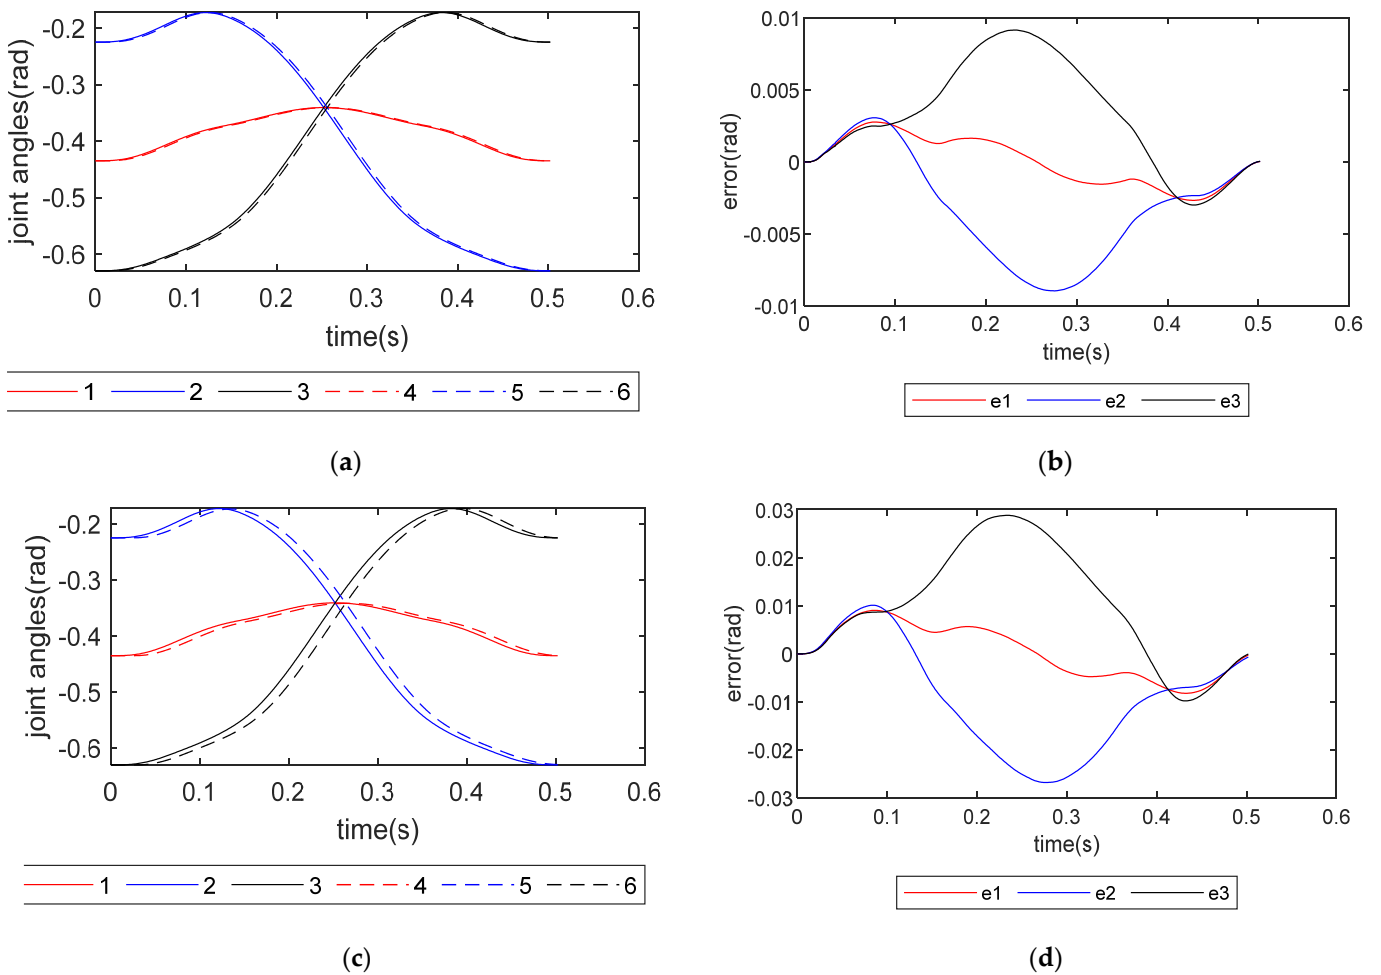 joint angles(rad)
-0.2
-0.3
-0.4
-0.5
-0.6
0 0.1 0.2 0.3 0.4 0.5 0.6
time(s)
1 2 3 4 5 6
(a)
error(rad)
0.01
0.005
0
-0.005
-0.01
0 0.1 0.2 0.3 0.4 0.5 0.6
time(s)
e1 e2 e3
(b)
joint angles(rad)
-0.2
-0.3
-0.4
-0.5
-0.6
0 0.1 0.2 0.3 0.4 0.5 0.6
time(s)
1 2 3 4 5 6
(c)
error(rad)
0.03
0.02
0.01
0
-0.01
-0.02
-0.03
0 0.1 0.2 0.3 0.4 0.5 0.6
time(s)
e1 e2 e3
(d)